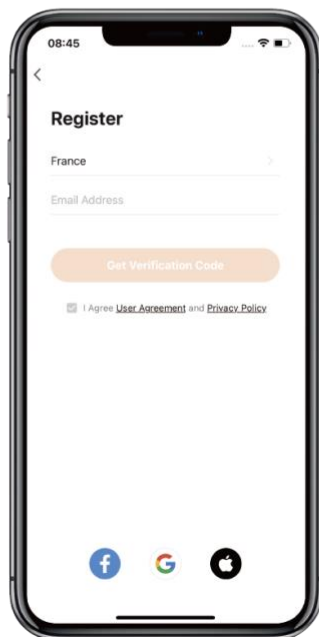 08:45
Register
France
Email Address
Get Verification Code
I Agree User Agreement and Privacy Policy